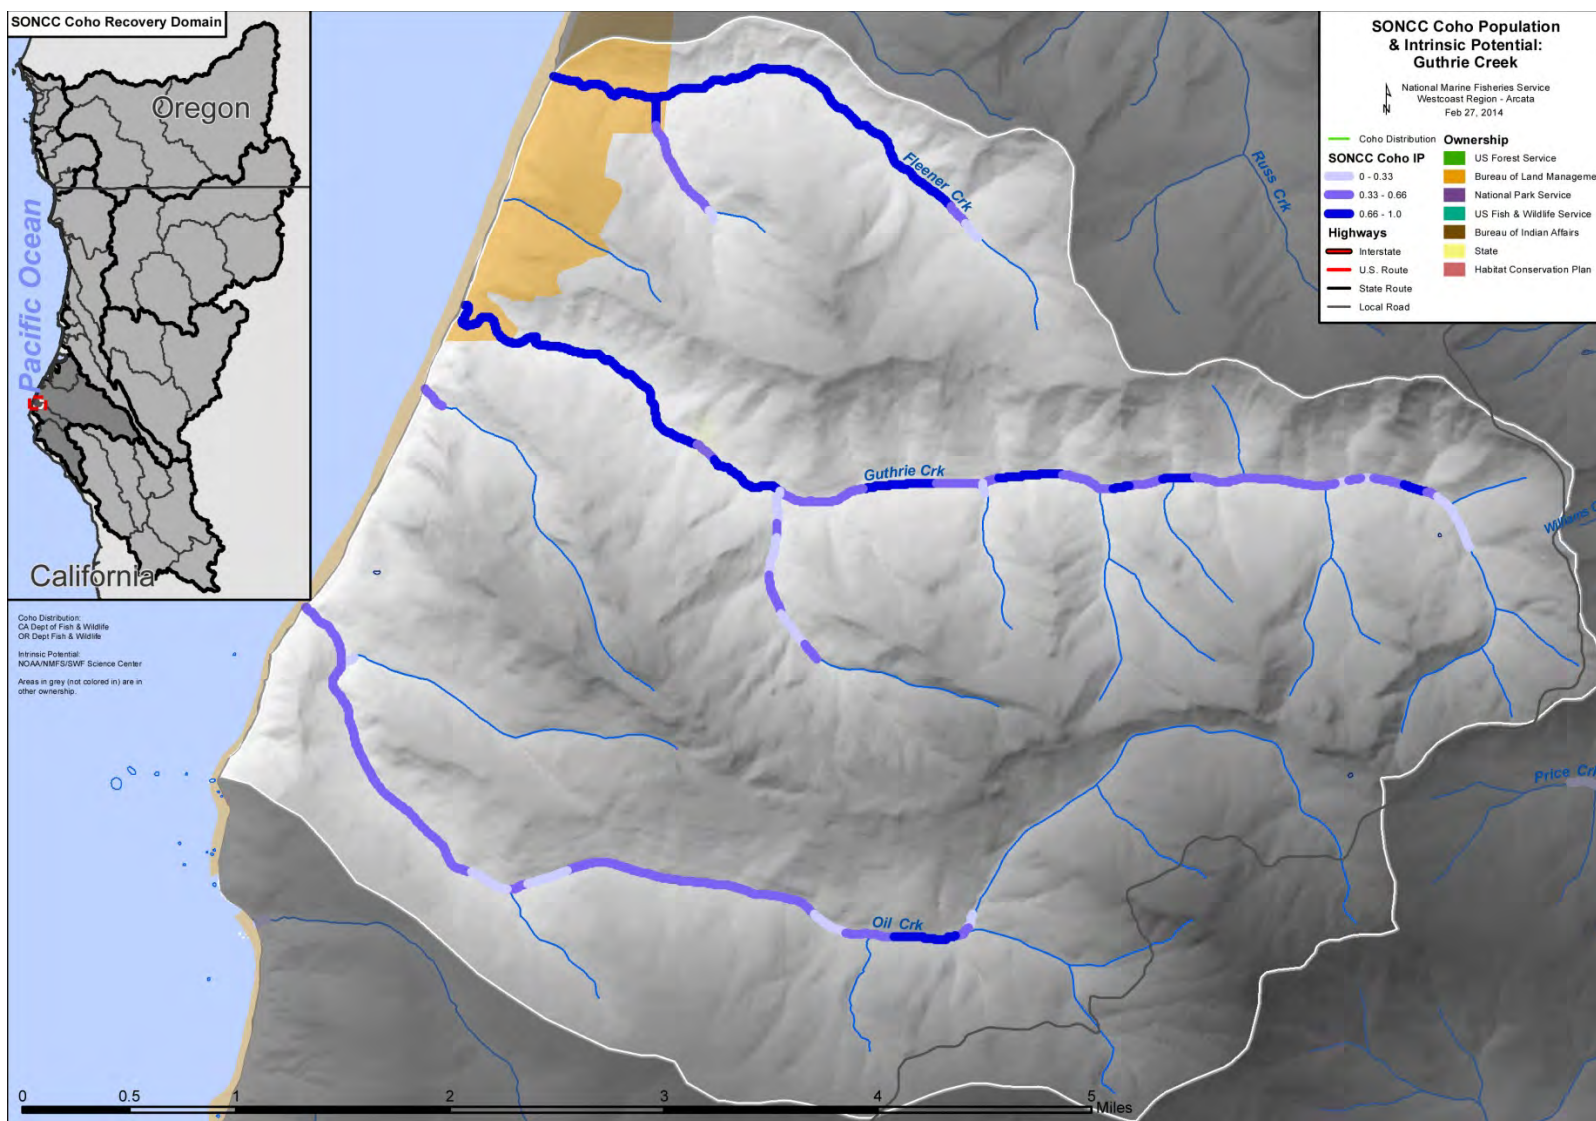 SONCC Coho Recovery Domain
Oregon
Pacific Ocean
California
Coho Distribution:
CA Dept of Fish & Wildlife
OR Dept Fish & Wildlife
Intrinsic Potential:
NOAA/NMFS/SWF Science Center
Areas in grey (not colored in) are in
other ownership.
SONCC Coho Population
& Intrinsic Potential:
Guthrie Creek
N
National Marine Fisheries Service
Westcoast Region - Arcata
Feb 27, 2014
Coho Distribution
SONCC Coho IP
0 - 0.33
0.33 - 0.66
0.66 - 1.0
Highways
Interstate
U.S. Route
State Route
Local Road
Ownership
US Forest Service
Bureau of Land Manageme
National Park Service
US Fish & Wildlife Service
Bureau of Indian Affairs
State
Habitat Conservation Plan
Fleener Crk
Russ Crk
Guthrie Crk
Williams C
Price Crk
Oil Crk
0 0.5 1 2 3 4 5 Miles